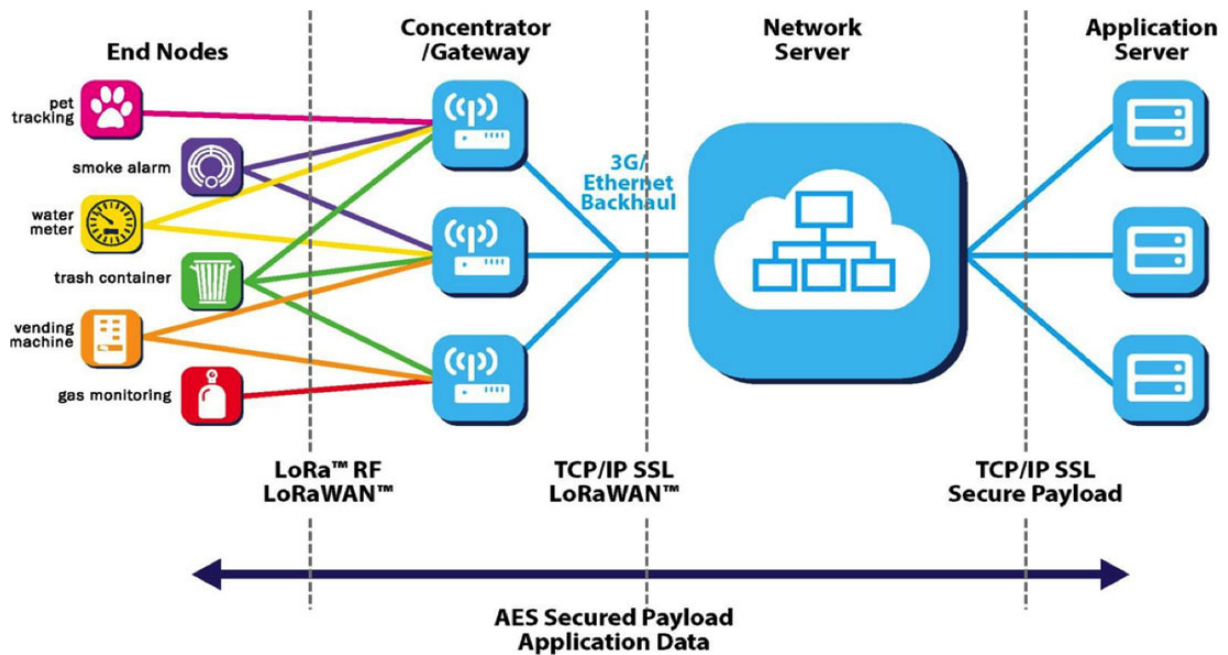 End Nodes
Concentrator
/Gateway
Network
Server
Application
Server
pet
tracking
smoke alarm
water
meter
trash container
vending
machine
gas monitoring
3G/
Ethernet
Backhaul
LoRa™ RF
LoRaWAN™
TCP/IP SSL
LoRaWAN™
TCP/IP SSL
Secure Payload
AES Secured Payload
Application Data